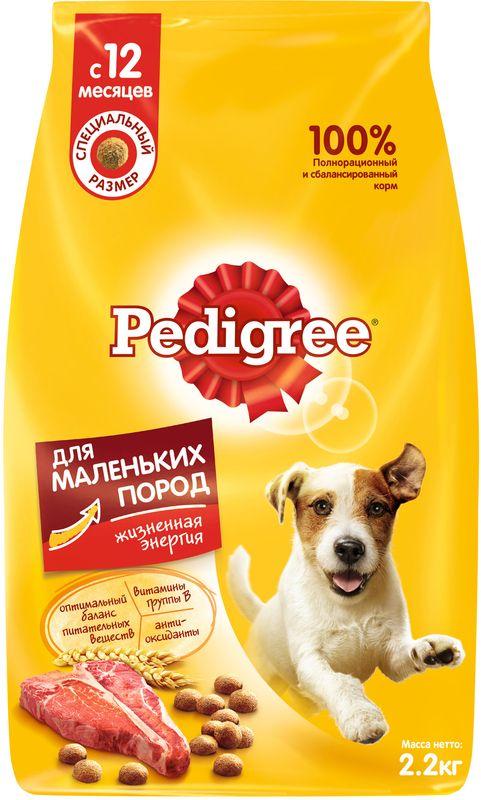 с 12
месяцев
СПЕЦИАЛЬНЫЙ
РАЗМЕР
100%
Полнорационный
и сбалансированный
корм
Pedigree®
ДЛЯ
МАЛЕНЬКИХ
ПОРОД
жизненная
энергия
оптимальный
баланс
питательных
веществ
Витамины
группы В
анти-
оксиданты
Масса нетто:
2.2кг